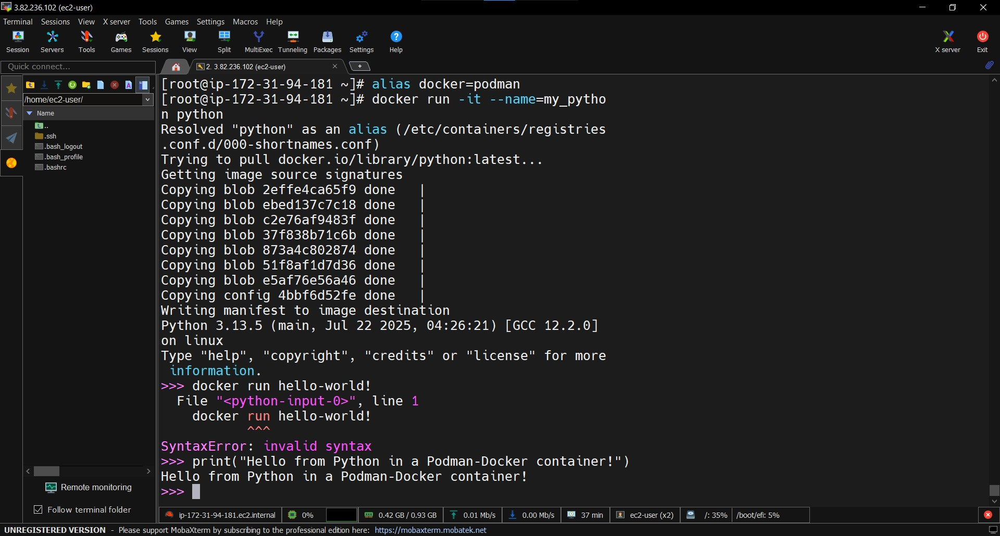 3.82.236.102 (ec2-user)
Terminal Sessions View X server Tools Games Settings Macros Help
Session Servers Tools Games Sessions View Split MultiExec Tunneling Packages Settings Help X server Exit
Quick connect...
2. 3.82.236.102 (ec2-user)
/home/ec2-user/
Name
..
.ssh
.bash_logout
.bash_profile
.bashrc
[root@ip-172-31-94-181 ~]# alias docker=podman
[root@ip-172-31-94-181 ~]# docker run -it --name=my_pytho
n python
Resolved "python" as an alias (/etc/containers/registries
.conf.d/000-shortnames.conf)
Trying to pull docker.io/library/python:latest...
Getting image source signatures
Copying blob 2effe4ca65f9 done   |
Copying blob ebed137c7c18 done   |
Copying blob c2e76af9483f done   |
Copying blob 37f838b71c6b done   |
Copying blob 873a4c802874 done   |
Copying blob 51f8af1d7d36 done   |
Copying blob e5af76e56a46 done   |
Copying config 4bbf6d52fe done   |
Writing manifest to image destination
Python 3.13.5 (main, Jul 22 2025, 04:26:21) [GCC 12.2.0]
on linux
Type "help", "copyright", "credits" or "license" for more
 information.
>>> docker run hello-world!
  File "<python-input-0>", line 1
    docker run hello-world!
           ^^^
SyntaxError: invalid syntax
>>> print("Hello from Python in a Podman-Docker container!")
Hello from Python in a Podman-Docker container!
>>>
Remote monitoring
Follow terminal folder
ip-172-31-94-181.ec2.internal 0% 0.42 GB / 0.93 GB 0.01 Mb/s 0.00 Mb/s 37 min ec2-user (x2) /: 35% /boot/efi: 5%
UNREGISTERED VERSION - Please support MobaXterm by subscribing to the professional edition here: https://mobaxterm.mobatek.net